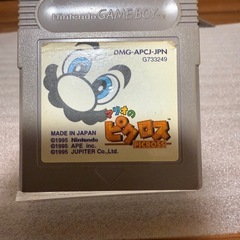 Nintendo GAME BOY
DMG-APCJ-JPN
G733249
マリオの
ピクロス
PICROSS
MADE IN JAPAN
©1995 Nintendo
©1995 APE inc.
©1995 JUPITER Co.,Ltd.